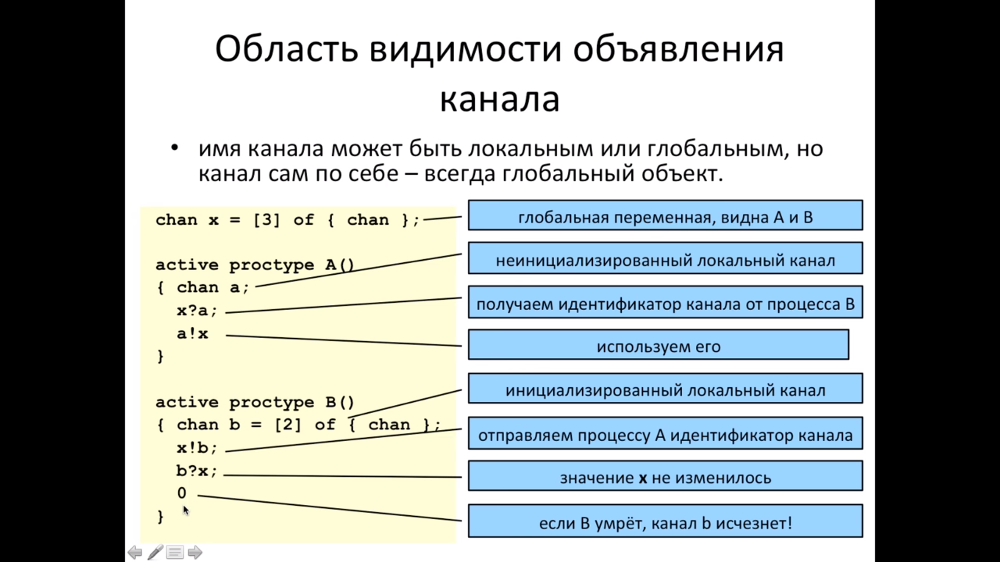 Область видимости объявления
канала
• имя канала может быть локальным или глобальным, но
канал сам по себе – всегда глобальный объект.
chan x = [3] of { chan };
глобальная переменная, видна A и B
active proctype A()
неинициализированный локальный канал
{ chan a;
x?a;
получаем идентификатор канала от процесса B
a!x
используем его
}
active proctype B()
инициализированный локальный канал
{ chan b = [2] of { chan };
отправляем процессу A идентификатор канала
x!b;
b?x;
значение x не изменилось
0
}
если B умрёт, канал b исчезнет!